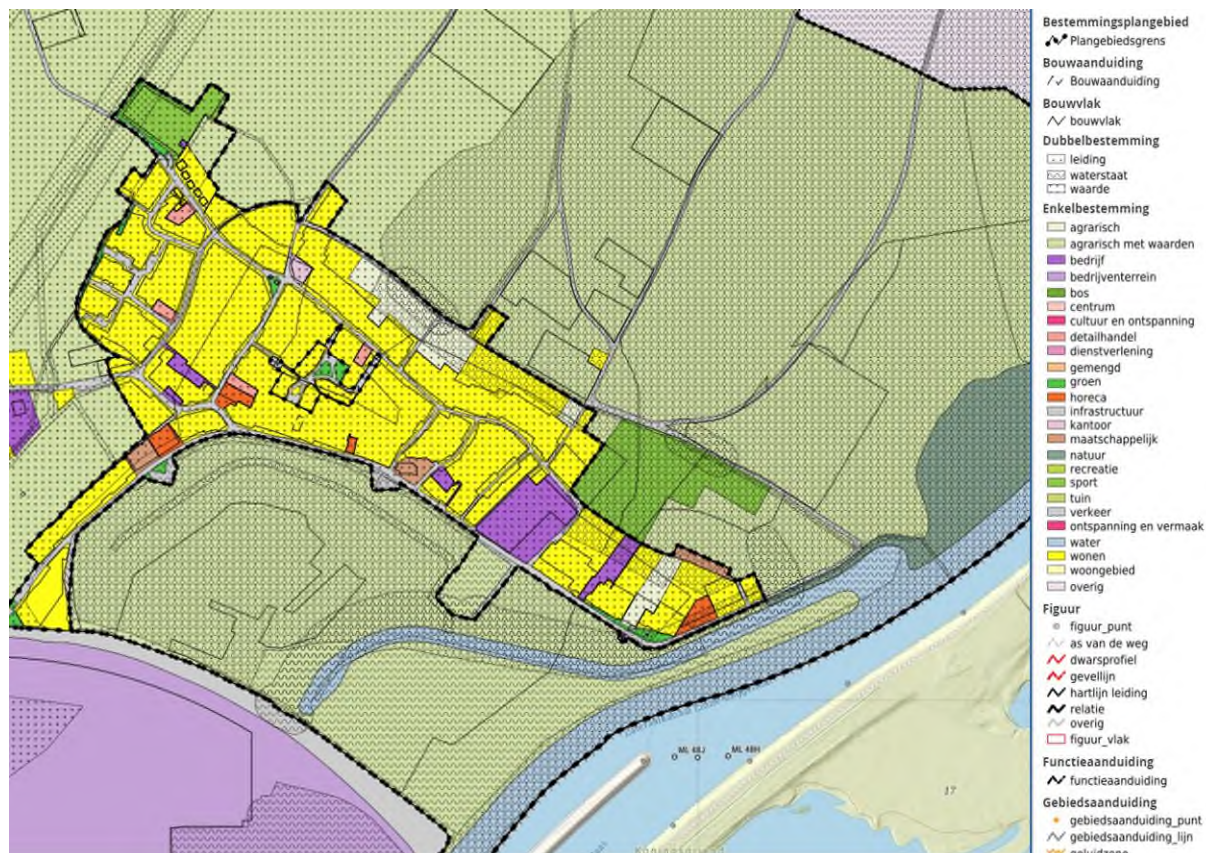 Bestemmingsplangebied
Plangebiedsgrens
Bouwaanduiding
Bouwaanduiding
Bouwvlak
bouwvlak
Dubbelbestemming
leiding
waterstaat
waarde
Enkelbestemming
agrarisch
agrarisch met waarden
bedrijf
bedrijventerrein
bos
centrum
cultuur en ontspanning
detailhandel
dienstverlening
gemengd
groen
horeca
infrastructuur
kantoor
maatschappelijk
natuur
recreatie
sport
tuin
verkeer
ontspanning en vermaak
water
wonen
woongebied
overig
Figuur
figuur_punt
as van de weg
dwarsprofiel
gevellijn
hartlijn leiding
relatie
overig
figuur_vlak
Functieaanduiding
functieaanduiding
Gebiedsaanduiding
gebiedsaanduiding_punt
gebiedsaanduiding_lijn
geluidzone
ML 48J
ML 48H
17